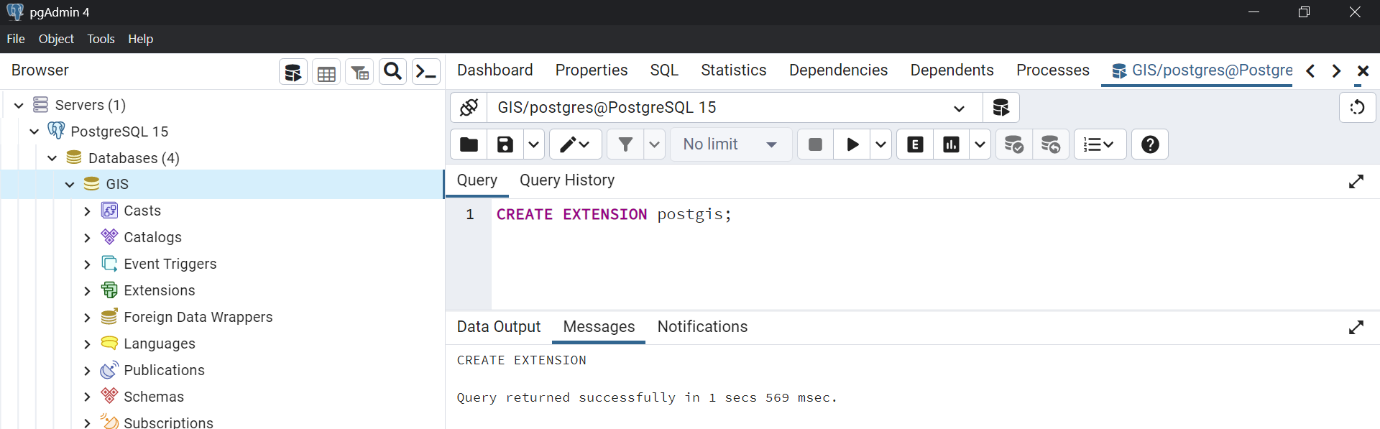 pgAdmin 4
File Object Tools Help
Browser
Dashboard Properties SQL Statistics Dependencies Dependents Processes GIS/postgres@Postgre
Servers (1)
PostgreSQL 15
Databases (4)
GIS
Casts
Catalogs
Event Triggers
Extensions
Foreign Data Wrappers
Languages
Publications
Schemas
Subscriptions
GIS/postgres@PostgreSQL 15
No limit
E
Query Query History
1 CREATE EXTENSION postgis;
Data Output Messages Notifications
CREATE EXTENSION
Query returned successfully in 1 secs 569 msec.